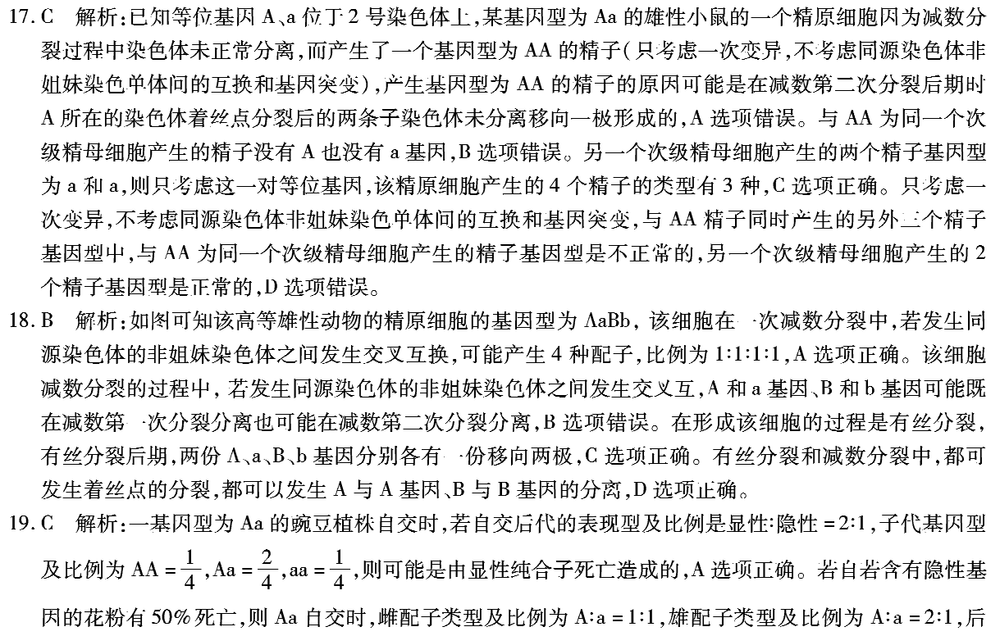 17. C 解析:已知等位基因 A、a 位于 2 号染色体上,某基因型为 Aa 的雄性小鼠的一个精原细胞因为减数分
裂过程中染色体未正常分离,而产生了一个基因型为 AA 的精子(只考虑一次变异,不考虑同源染色体非
姐妹染色单体间的互换和基因突变),产生基因型为 AA 的精子的原因可能是在减数第二次分裂后期时
A 所在的染色体着丝点分裂后的两条子染色体未分离移向一极形成的,A 选项错误。与 AA 为同一个次
级精母细胞产生的精子没有 A 也没有 a 基因,B 选项错误。另一个次级精母细胞产生的两个精子基因型
为 a 和 a,则只考虑这一对等位基因,该精原细胞产生的 4 个精子的类型有 3 种,C 选项正确。只考虑一
次变异,不考虑同源染色体非姐妹染色单体间的互换和基因突变,与 AA 精子同时产生的另外三个精子
基因型中,与 AA 为同一个次级精母细胞产生的精子基因型是不正常的,另一个次级精母细胞产生的 2
个精子基因型是正常的,D 选项错误。
18. B 解析:如图可知该高等雄性动物的精原细胞的基因型为 AaBb, 该细胞在一次减数分裂中,若发生同
源染色体的非姐妹染色体之间发生交叉互换,可能产生 4 种配子,比例为 1:1:1:1,A 选项正确。该细胞
减数分裂的过程中, 若发生同源染色体的非姐妹染色体之间发生交叉互,A 和 a 基因、B 和 b 基因可能既
在减数第一次分裂分离也可能在减数第二次分裂分离,B 选项错误。在形成该细胞的过程是有丝分裂,
有丝分裂后期,两份 A、a、B、b 基因分别各有一份移向两极,C 选项正确。有丝分裂和减数分裂中,都可
发生着丝点的分裂,都可以发生 A 与 A 基因、B 与 B 基因的分离,D 选项正确。
19. C 解析:一基因型为 Aa 的豌豆植株自交时,若自交后代的表现型及比例是显性:隐性 = 2:1,子代基因型
及比例为 AA = 1/4 ,Aa = 2/4 ,aa = 1/4 ,则可能是由显性纯合子死亡造成的,A 选项正确。若自若含有隐性基
因的花粉有 50% 死亡,则 Aa 自交时,雌配子类型及比例为 A:a = 1:1,雄配子类型及比例为 A:a = 2:1,后